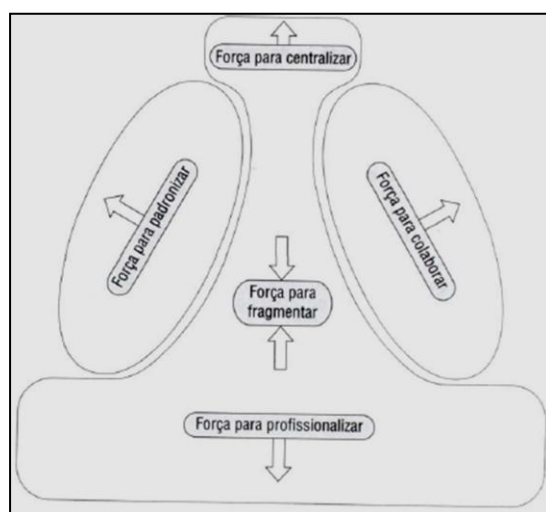 Força para centralizar
Força para padronizar
Força para colaborar
Força para
fragmentar
Força para profissionalizar